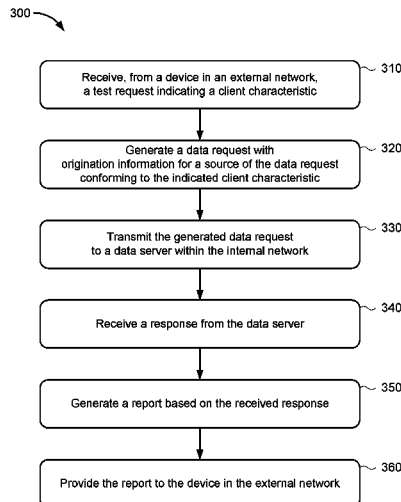 300
310
Receive, from a device in an external network,
a test request indicating a client characteristic
320
Generate a data request with
origination information for a source of the data request
conforming to the indicated client characteristic
330
Transmit the generated data request
to a data server within the internal network
340
Receive a response from the data server
350
Generate a report based on the received response
360
Provide the report to the device in the external network